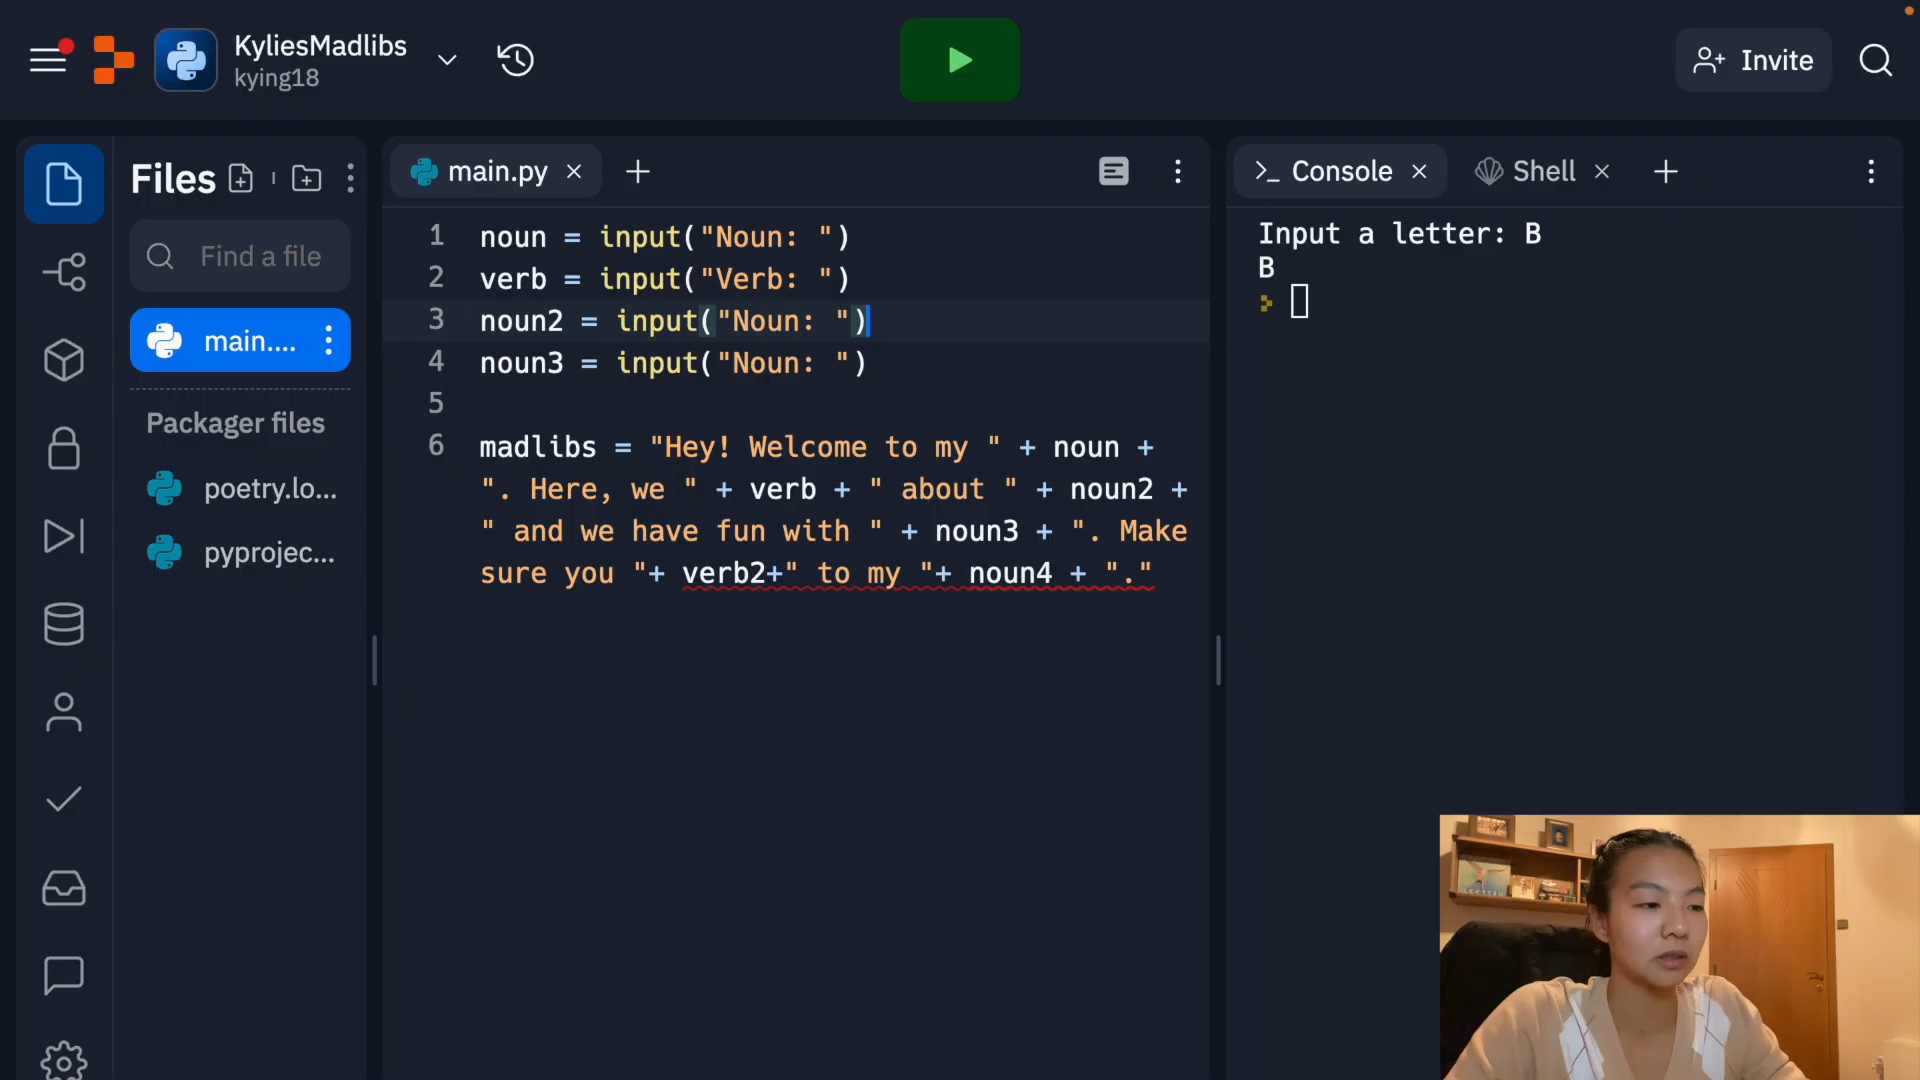 KyliesMadlibs
kying18
Invite
Files
Find a file
main....
Packager files
poetry.lo...
pyprojec...
main.py
1 noun = input("Noun: ")
2 verb = input("Verb: ")
3 noun2 = input("Noun: ")
4 noun3 = input("Noun: ")
5
6 madlibs = "Hey! Welcome to my " + noun +
". Here, we " + verb + " about " + noun2 +
" and we have fun with " + noun3 + ". Make
sure you "+ verb2+" to my "+ noun4 + "."
Console
Shell
Input a letter: B
B